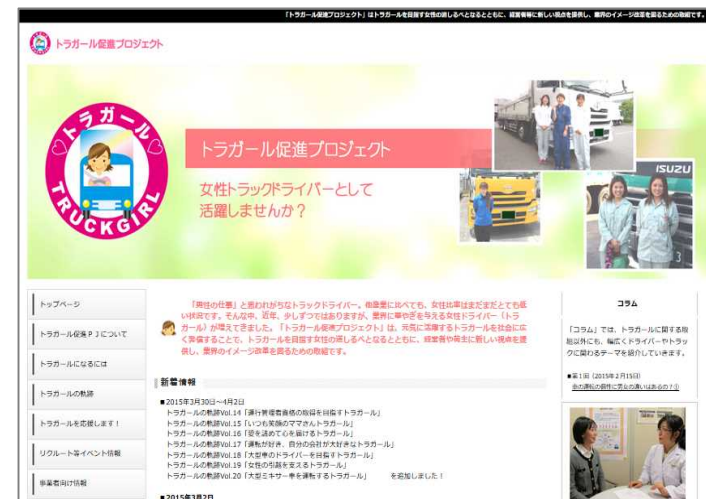 「トラガール促進プロジェクト」はトラガールを目指す女性の道しるべとなるとともに、経営者等に新しい視点を提供し、業界のイメージ改革を図るための取組です。
トラガール促進プロジェクト
トラガール
TRUCKGIRL
トラガール促進プロジェクト
女性トラックドライバーとして
活躍しませんか？
ISUZU
トップページ
トラガール促進ＰＪについて
トラガールになるには
トラガールの軌跡
トラガールを応援します！
リクルート等イベント情報
事業者向け情報
「男性の仕事」と思われがちなトラックドライバー。他産業に比べても、女性比率はまだまだとても低
い状況です。そんな中、近年、少しずつではありますが、業界に華やぎを与える女性ドライバー（トラ
ガール）が増えてきました。「トラガール促進プロジェクト」は、元気に活躍するトラガールを社会に広
く発信することで、トラガールを目指す女性の道しるべとなるとともに、経営者や荷主に新しい視点を提
供し、業界のイメージ改革を図るための取組です。
新着情報
■2015年3月30日～4月2日
トラガールの軌跡Vol.14「運行管理者資格の取得を目指すトラガール」
トラガールの軌跡Vol.15「いつも笑顔のママさんトラガール」
トラガールの軌跡Vol.16「愛を詰めて心を届けるトラガール」
トラガールの軌跡Vol.17「運転が好き、自分の会社が大好きなトラガール」
トラガールの軌跡Vol.18「大型車のドライバーを目指すトラガール」
トラガールの軌跡Vol.19「女性の引越を支えるトラガール」
トラガールの軌跡Vol.20「大型ミキサー車を運転するトラガール」 を追加しました！
■2015年3月2日
コラム
「コラム」では、トラガールに関する取
組以外にも、幅広くドライバーやトラッ
クに関わるテーマを紹介していきます。
■第1回（2015年2月15日）
車の運転の個性に男女の違いはあるの？①